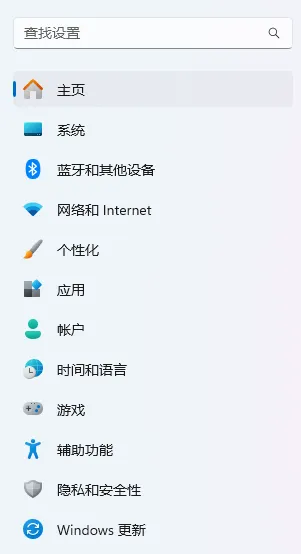 查找设置
主页
系统
蓝牙和其他设备
网络和 Internet
个性化
应用
帐户
时间和语言
游戏
辅助功能
隐私和安全性
Windows 更新